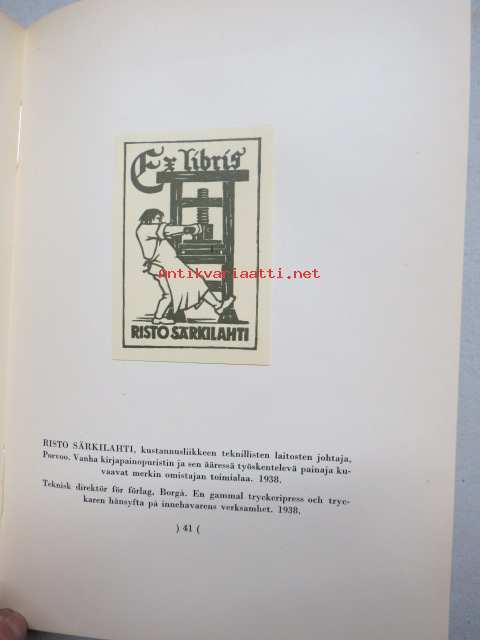 Ex libris
Antikvariaatti.net
RISTO SÄRKILAHTI
RISTO SÄRKILAHTI, kustannusliikkeen teknillisten laitosten johtaja,
Porvoo. Vanha kirjapainopuristin ja sen ääressä työskentelevä painaja ku-
vaavat merkin omistajan toimialaa. 1938.
Teknisk direktör för förlag, Borgå. En gammal tryckeripress och tryc-
karen hänsyfta på innehavarens verksamhet. 1938.
) 41 (